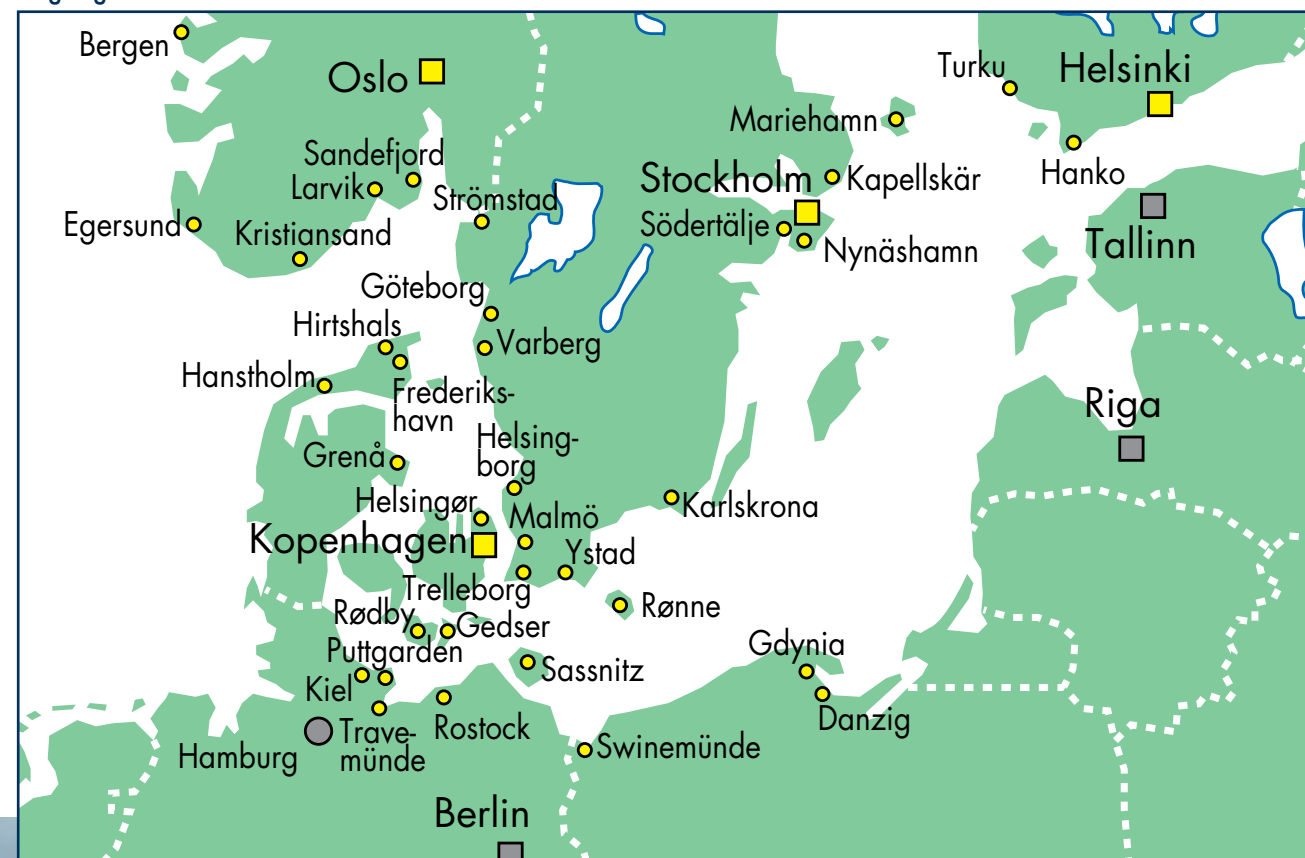 Bergen
Oslo
Turku
Helsinki
Mariehamn
Sandefjord
Larvik
Strömstad
Stockholm
Kapellskär
Hanko
Egersund
Kristiansand
Södertälje
Nynäshamn
Tallinn
Göteborg
Hirtshals
Varberg
Hanstholm
Frederiks-
havn
Riga
Helsing-
borg
Grenå
Helsingør
Malmö
Karlskrona
Kopenhagen
Ystad
Trelleborg
Rødby
Gedser
Rønne
Puttgarden
Sassnitz
Gdynia
Kiel
Danzig
Rostock
Trave-
münde
Hamburg
Swinemünde
Berlin